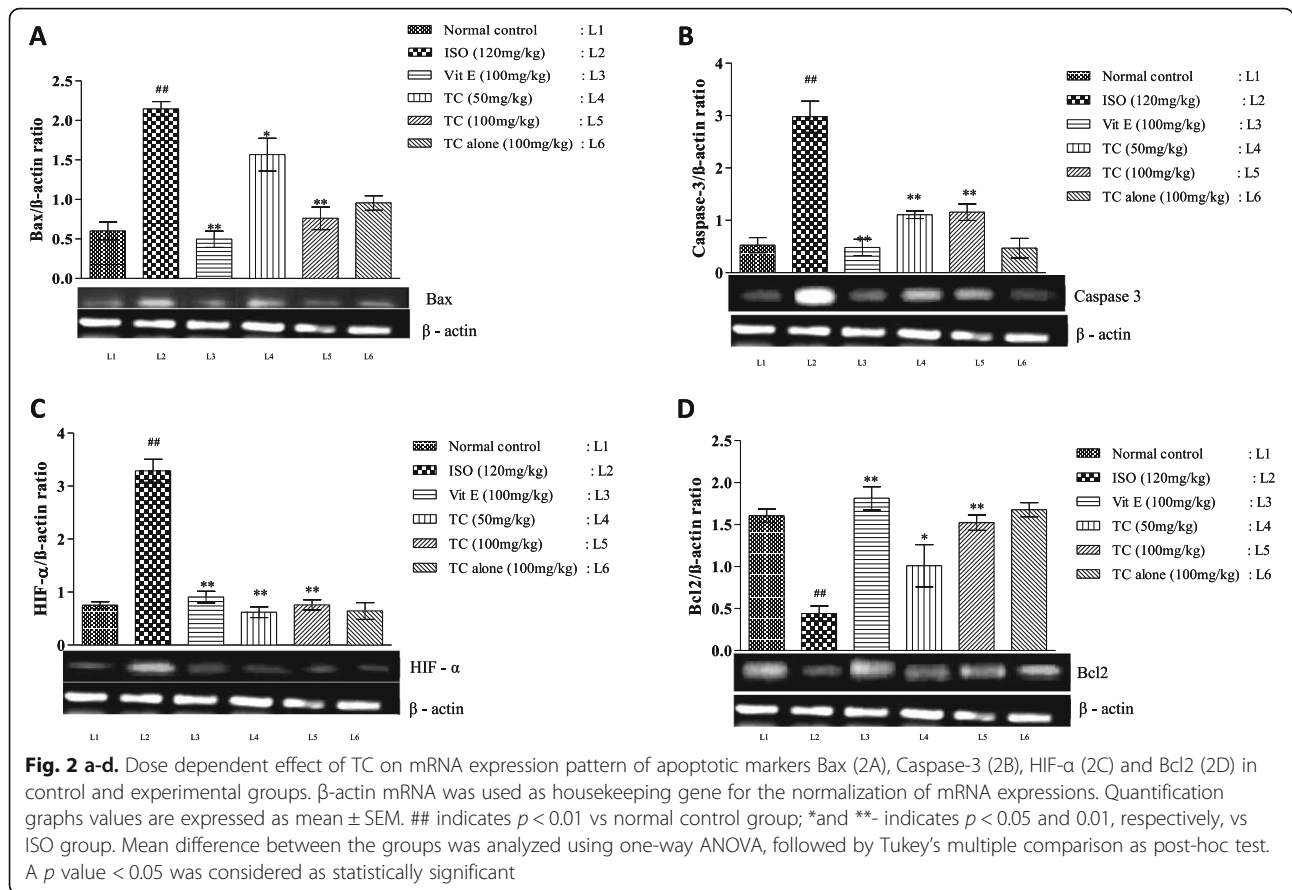 A
Normal control : L1
ISO (120mg/kg) : L2
Vit E (100mg/kg) : L3
TC (50mg/kg) : L4
TC (100mg/kg) : L5
TC alone (100mg/kg) : L6
Bax/ß-actin ratio
2.5
2.0
1.5
1.0
0.5
0.0
##
**
*
**
Bax
β - actin
L1 L2 L3 L4 L5 L6
B
Normal control : L1
ISO (120mg/kg) : L2
Vit E (100mg/kg) : L3
TC (50mg/kg) : L4
TC (100mg/kg) : L5
TC alone (100mg/kg) : L6
Caspase-3/ß-actin ratio
4
3
2
1
0
##
**
**
**
Caspase 3
β - actin
L1 L2 L3 L4 L5 L6
C
Normal control : L1
ISO (120mg/kg) : L2
Vit E (100mg/kg) : L3
TC (50mg/kg) : L4
TC (100mg/kg) : L5
TC alone (100mg/kg) : L6
HIF-α/ß-actin ratio
4
3
2
1
0
##
**
**
**
HIF - α
β - actin
L1 L2 L3 L4 L5 L6
D
Normal control : L1
ISO (120mg/kg) : L2
Vit E (100mg/kg) : L3
TC (50mg/kg) : L4
TC (100mg/kg) : L5
TC alone (100mg/kg) : L6
Bcl2/ß-actin ratio
2.5
2.0
1.5
1.0
0.5
0.0
##
**
*
**
Bcl2
β - actin
L1 L2 L3 L4 L5 L6
Fig. 2 a-d. Dose dependent effect of TC on mRNA expression pattern of apoptotic markers Bax (2A), Caspase-3 (2B), HIF-α (2C) and Bcl2 (2D) in
control and experimental groups. β-actin mRNA was used as housekeeping gene for the normalization of mRNA expressions. Quantification
graphs values are expressed as mean ± SEM. ## indicates p < 0.01 vs normal control group; *and **- indicates p < 0.05 and 0.01, respectively, vs
ISO group. Mean difference between the groups was analyzed using one-way ANOVA, followed by Tukey's multiple comparison as post-hoc test.
A p value < 0.05 was considered as statistically significant